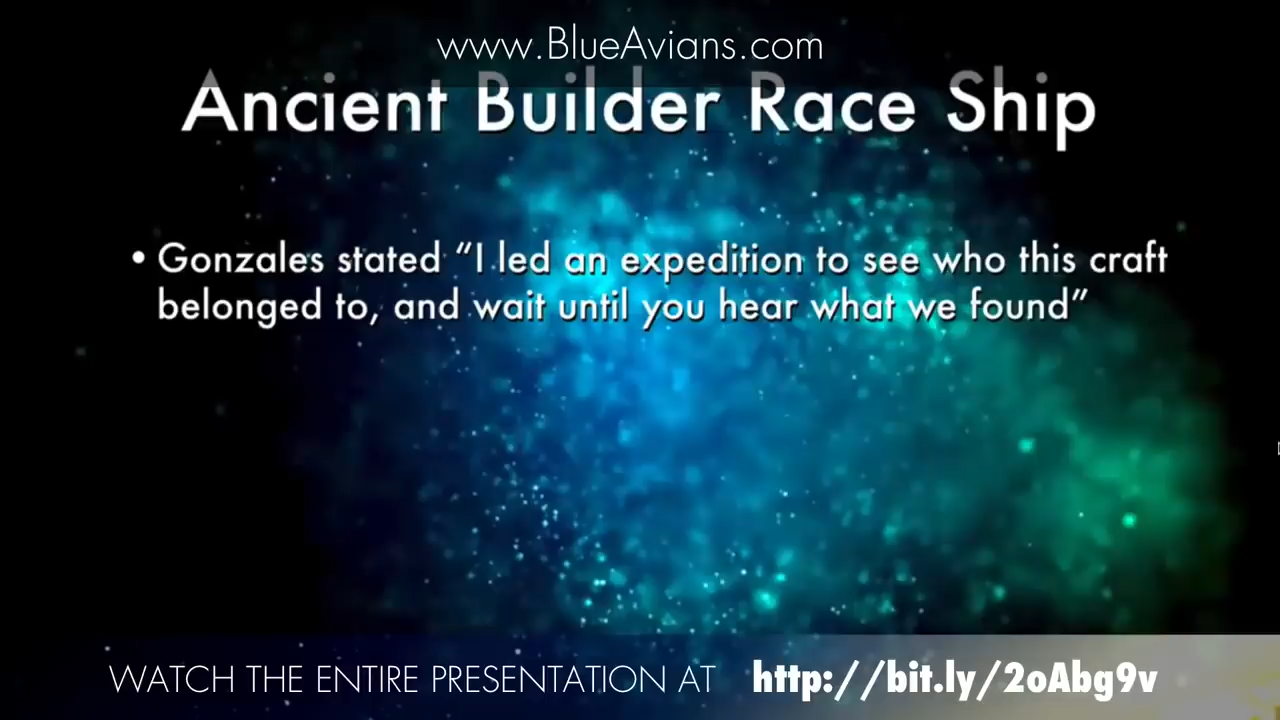 www.BlueAvians.com
Ancient Builder Race Ship
• Gonzales stated “I led an expedition to see who this craft
belonged to, and wait until you hear what we found”
WATCH THE ENTIRE PRESENTATION AT http://bit.ly/2oAbg9v